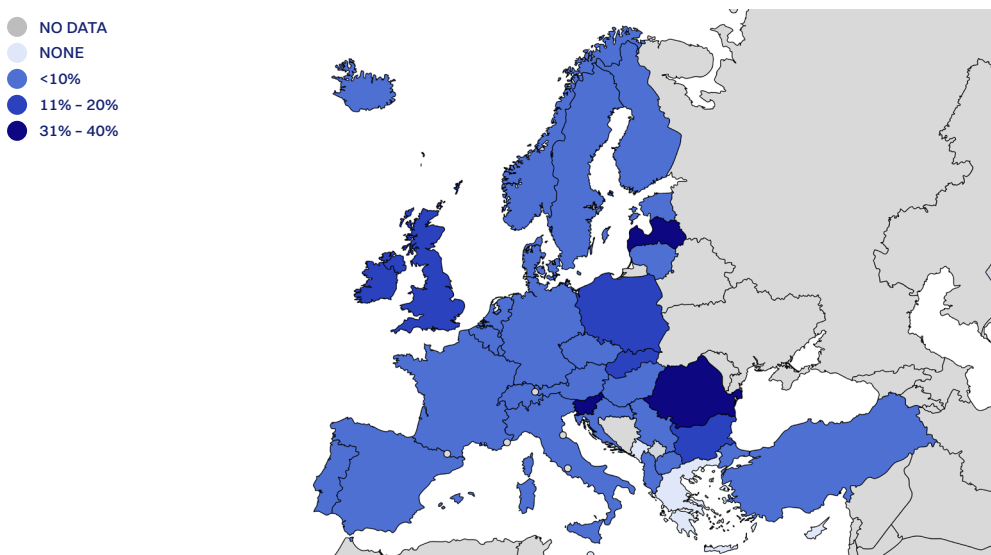 NO DATA
NONE
<10%
11% – 20%
31% – 40%